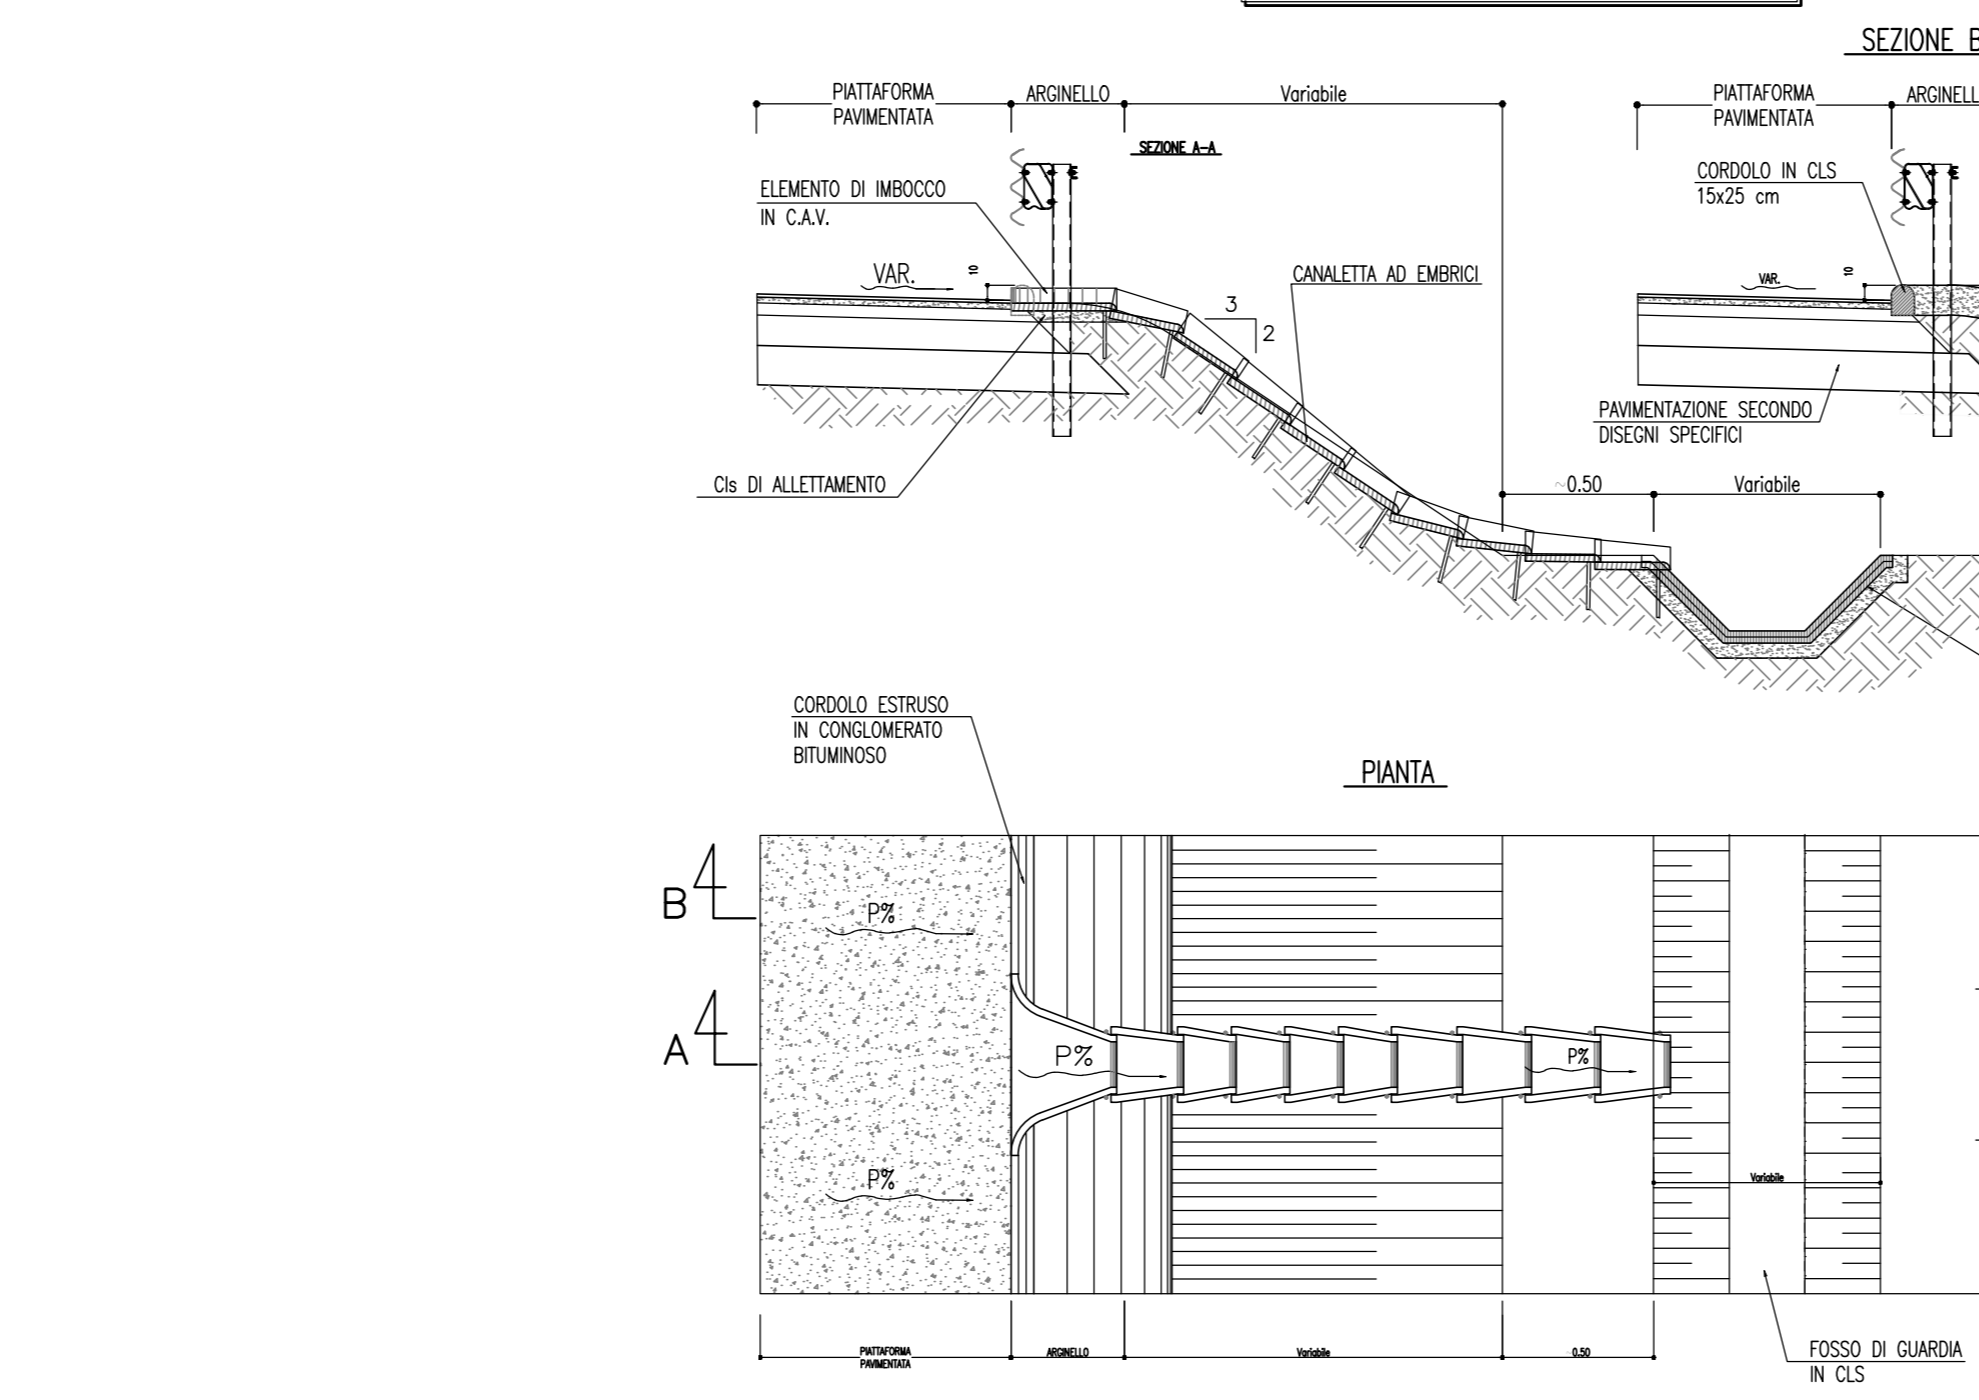 SEZIONE B
PIATTAFORMA
PAVIMENTATA
ARGINELLO
Variabile
PIATTAFORMA
PAVIMENTATA
ARGINELL
SEZIONE A-A
ELEMENTO DI IMBOCCO
IN C.A.V.
CORDOLO IN CLS
15x25 cm
VAR.
10
CANALETTA AD EMBRICI
VAR.
10
3
2
PAVIMENTAZIONE SECONDO
DISEGNI SPECIFICI
Cls DI ALLETTAMENTO
~0.50
Variabile
CORDOLO ESTRUSO
IN CONGLOMERATO
BITUMINOSO
PIANTA
B
P%
A
P%
P%
P%
Variabile
PIATTAFORMA
PAVIMENTATA
ARGINELLO
Variabile
0.50
FOSSO DI GUARDIA
IN CLS